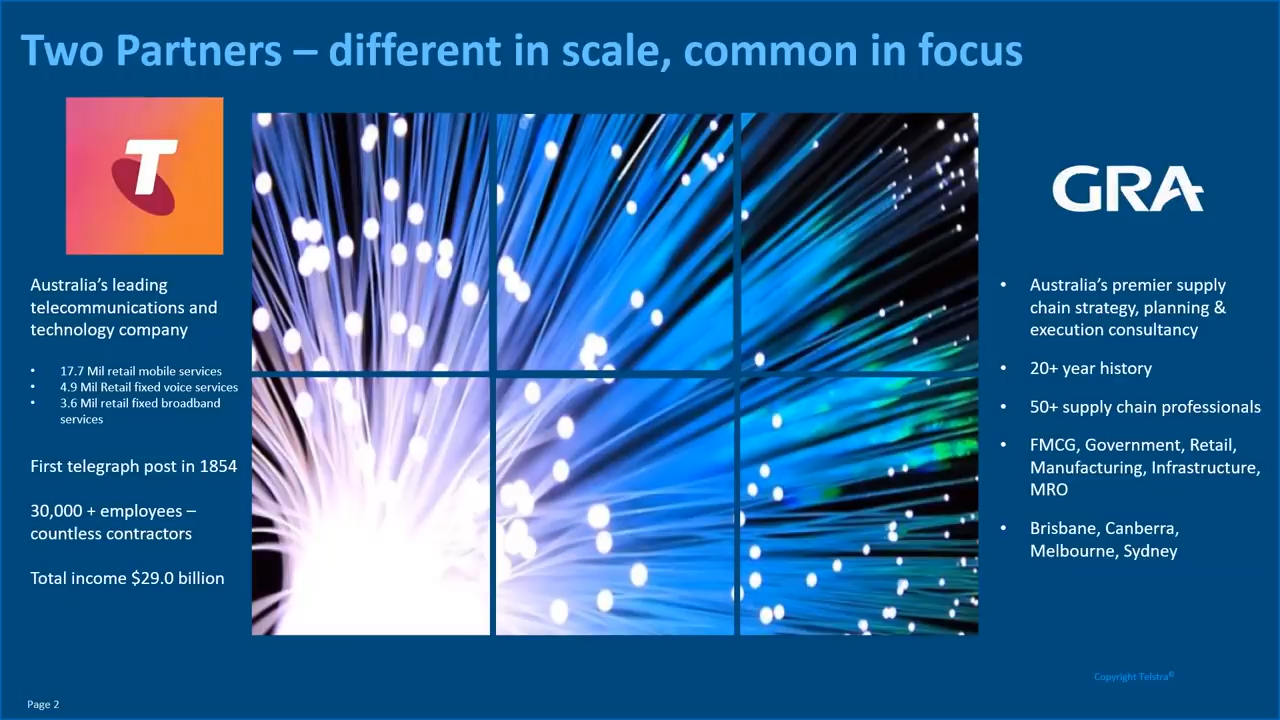 Two Partners – different in scale, common in focus
T
Australia’s leading
telecommunications and
technology company
• 17.7 Mil retail mobile services
• 4.9 Mil Retail fixed voice services
• 3.6 Mil retail fixed broadband
services
First telegraph post in 1854
30,000 + employees –
countless contractors
Total income $29.0 billion
GRA
• Australia’s premier supply
chain strategy, planning &
execution consultancy
• 20+ year history
• 50+ supply chain professionals
• FMCG, Government, Retail,
Manufacturing, Infrastructure,
MRO
• Brisbane, Canberra,
Melbourne, Sydney
Copyright Telstra©
Page 2